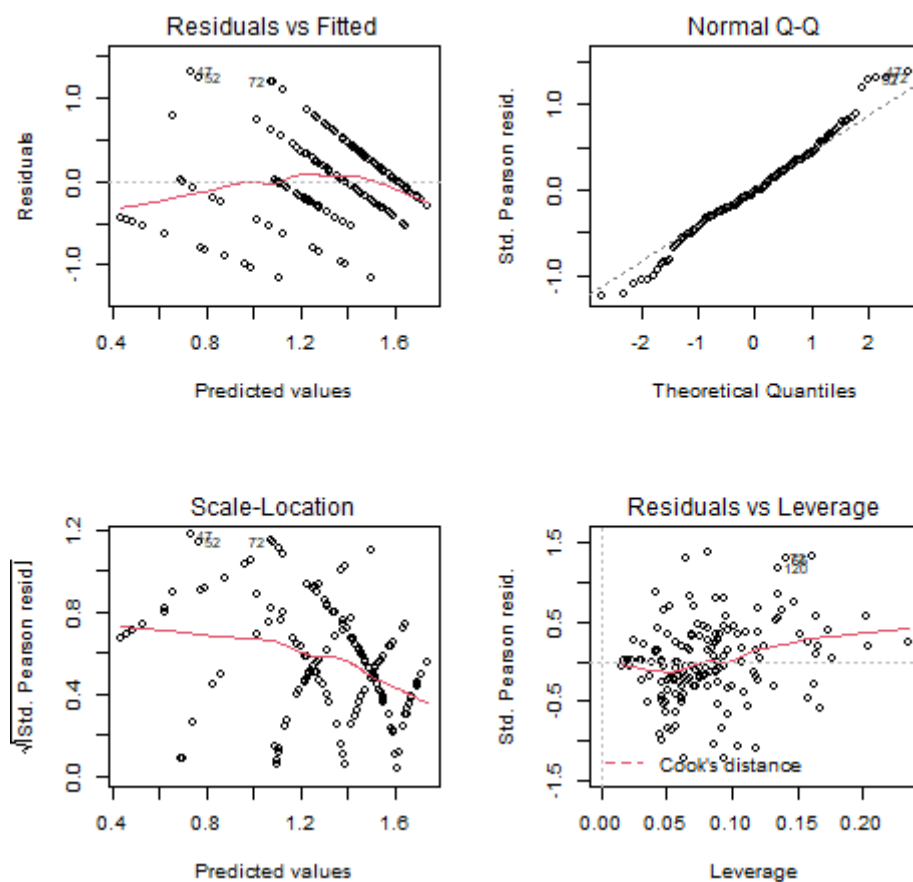 Residuals vs Fitted
Residuals
1.0
0.0
-1.0
47
52
72
0.4 0.8 1.2 1.6
Predicted values
Normal Q-Q
Std. Pearson resid.
1.0
0.0
-1.0
-2 -1 0 1 2
Theoretical Quantiles
Scale-Location
√|Std. Pearson resid|
1.2
0.8
0.4
0.0
47
52
72
0.4 0.8 1.2 1.6
Predicted values
Residuals vs Leverage
Std. Pearson resid.
1.5
0.5
-0.5
-1.5
120
Cook's distance
0.00 0.05 0.10 0.15 0.20
Leverage